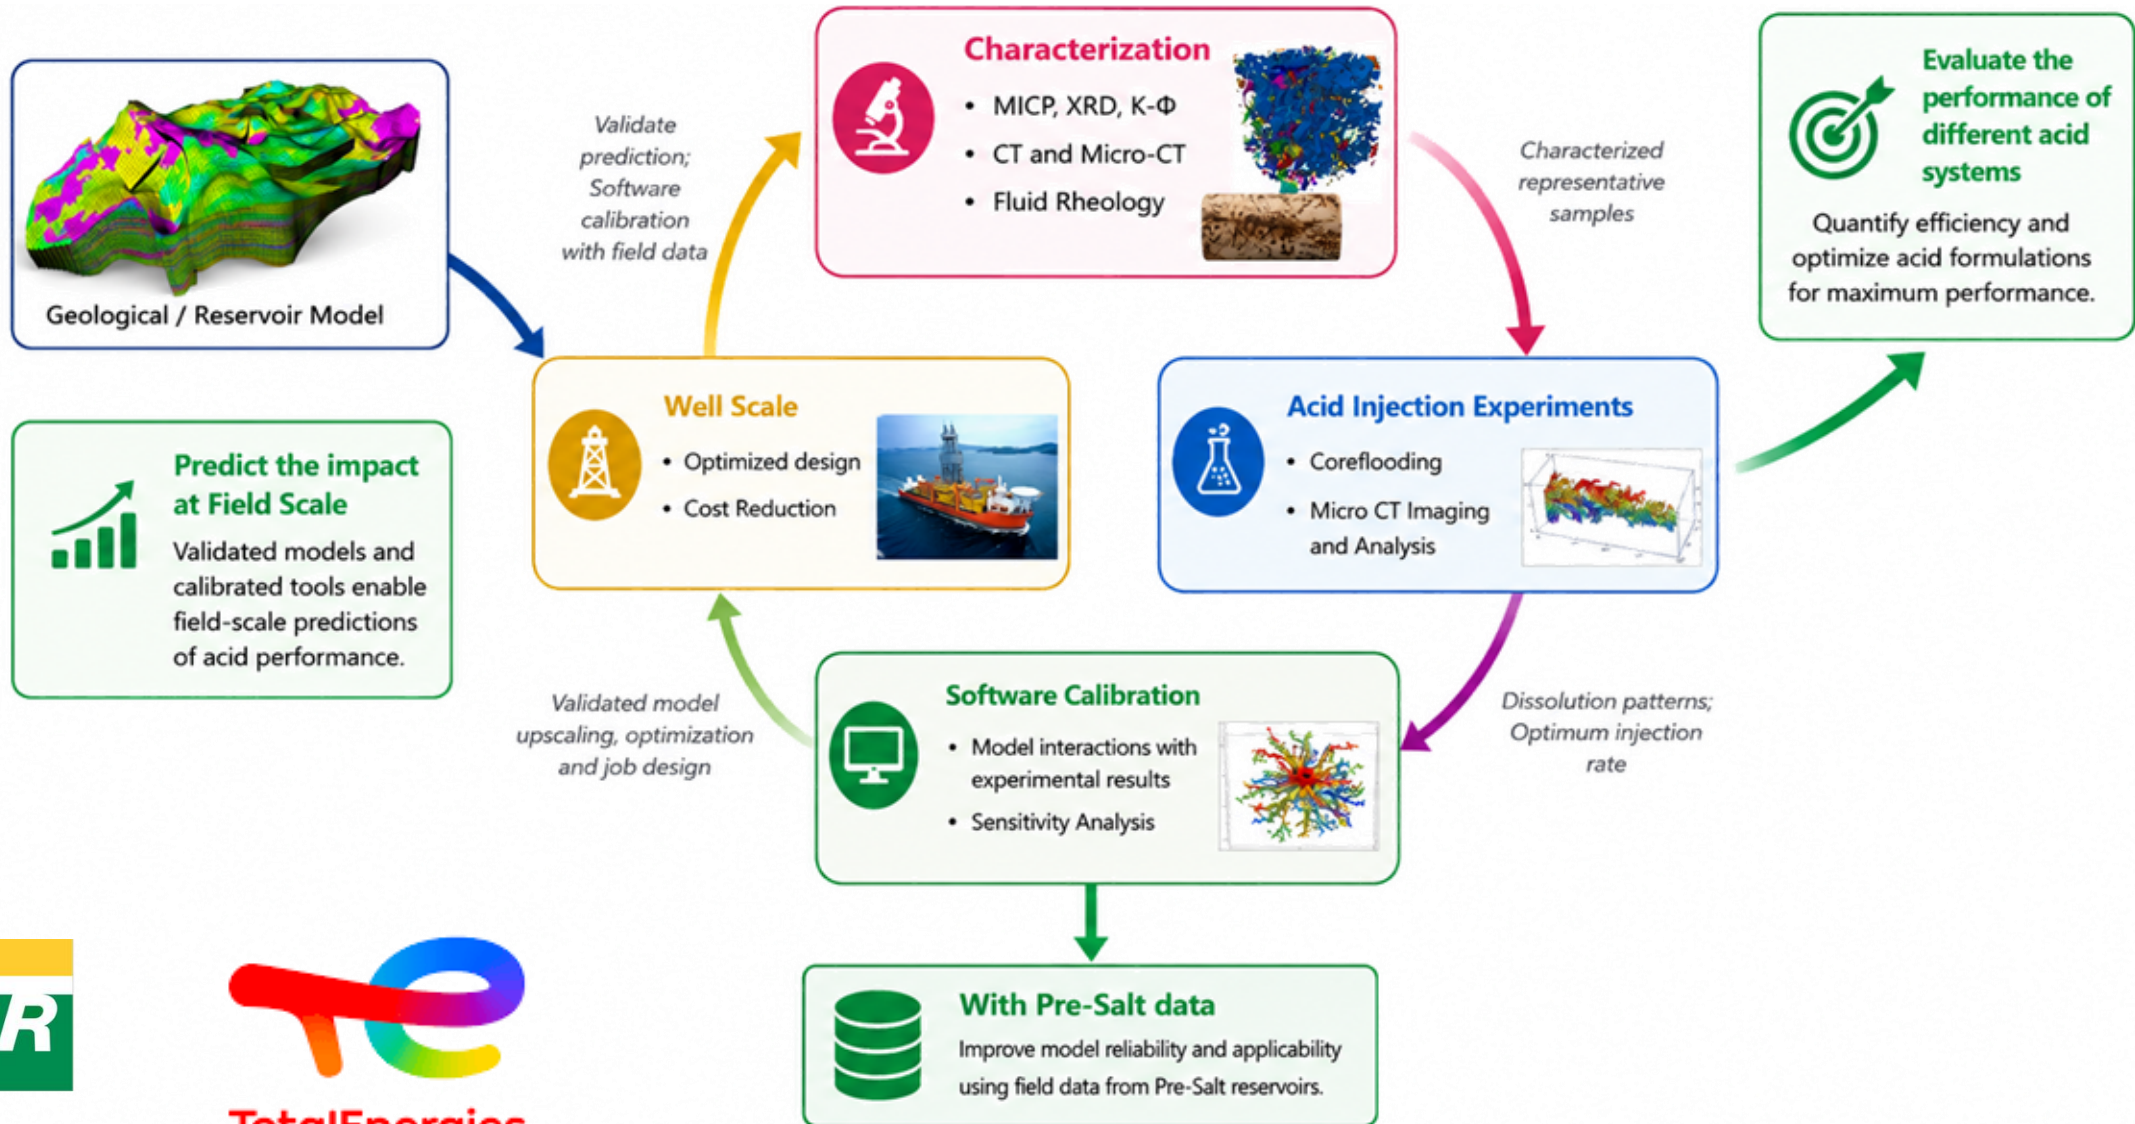 Geological / Reservoir Model
Predict the impact
at Field Scale
Validated models and
calibrated tools enable
field-scale predictions
of acid performance.
Validate
prediction;
Software
calibration
with field data
Characterization
• MICP, XRD, K-Φ
• CT and Micro-CT
• Fluid Rheology
Characterized
representative
samples
Evaluate the
performance of
different acid
systems
Quantify efficiency and
optimize acid formulations
for maximum performance.
Well Scale
• Optimized design
• Cost Reduction
Acid Injection Experiments
• Coreflooding
• Micro CT Imaging
and Analysis
Validated model
upscaling, optimization
and job design
Software Calibration
• Model interactions with
experimental results
• Sensitivity Analysis
Dissolution patterns;
Optimum injection
rate
With Pre-Salt data
Improve model reliability and applicability
using field data from Pre-Salt reservoirs.
R
TotalEnergies